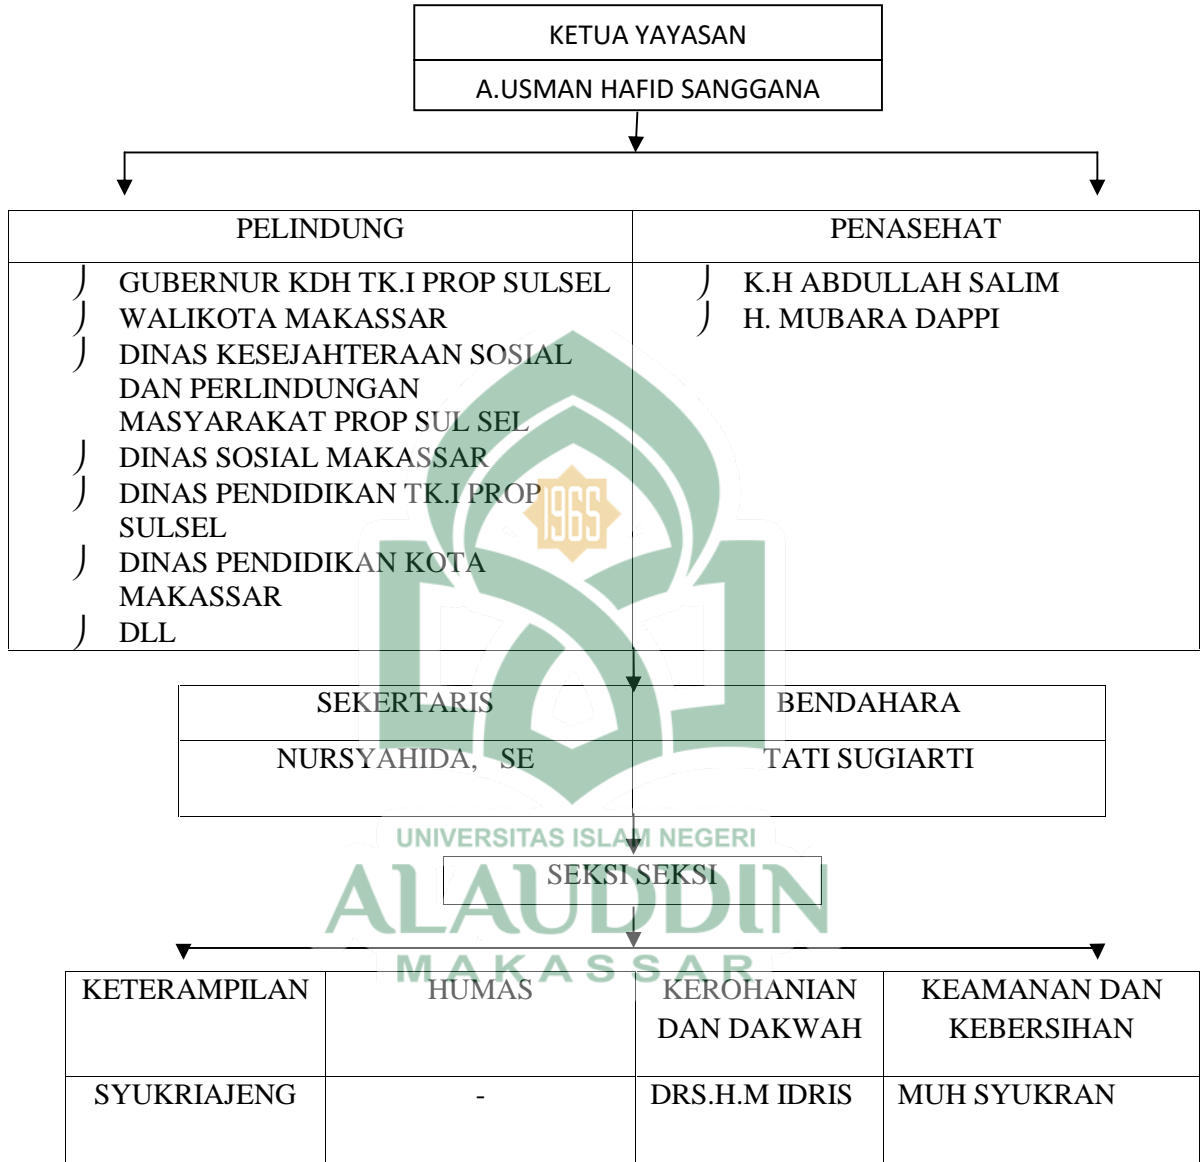 KETUA YAYASAN
A.USMAN HAFID SANGGANA
PELINDUNG
GUBERNUR KDH TK.I PROP SULSEL
WALIKOTA MAKASSAR
DINAS KESEJAHTERAAN SOSIAL
DAN PERLINDUNGAN
MASYARAKAT PROP SUL SEL
DINAS SOSIAL MAKASSAR
DINAS PENDIDIKAN TK.I PROP
SULSEL
DINAS PENDIDIKAN KOTA
MAKASSAR
DLL
PENASEHAT
K.H ABDULLAH SALIM
H. MUBARA DAPPI
1965
SEKERTARIS
NURSYAHIDA, SE
BENDAHARA
TATI SUGIARTI
UNIVERSITAS ISLAM NEGERI
ALAUDDIN
MAKASSAR
SEKSI SEKSI
KETERAMPILAN
SYUKRIAJENG
HUMAS
-
KEROHANIAN
DAN DAKWAH
DRS.H.M IDRIS
KEAMANAN DAN
KEBERSIHAN
MUH SYUKRAN